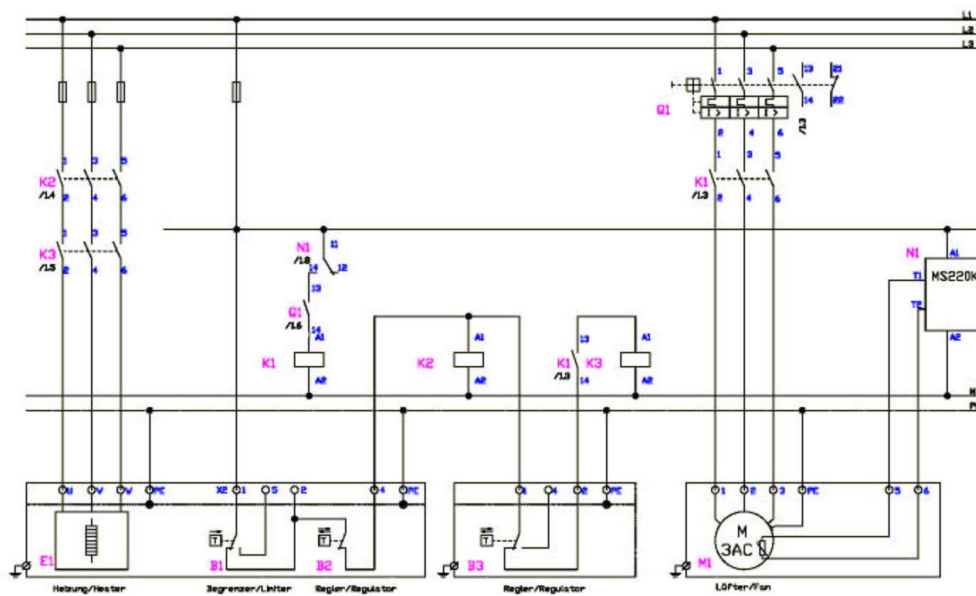 L1
L2
L3
1 3 5 13 21
Q1
14 22
/1.3
2 4 6
1 3 5
K2
/1.4
2 4 6
1 3 5
K1
/1.3
2 4 6
1 3 5
K3
/1.5
2 4 6
N1
/1.8
11
14 12
13
Q1
/1.6
14
N1
A1
T1
MS220K
T2
A2
K1
A1
A2
K2
A1
A2
13
K1
/1.3
14
K3
A1
A2
U V W PE X2 1 5 2 4 PE
1 4 2 PE
1 2 3 PE 5 6
E1
B1
B2
B3
M
3AC
M1
T
T
T
Heizung/Heater
Begrenzer/Limiter
Regler/Regulator
Regler/Regulator
Lüfter/Fan